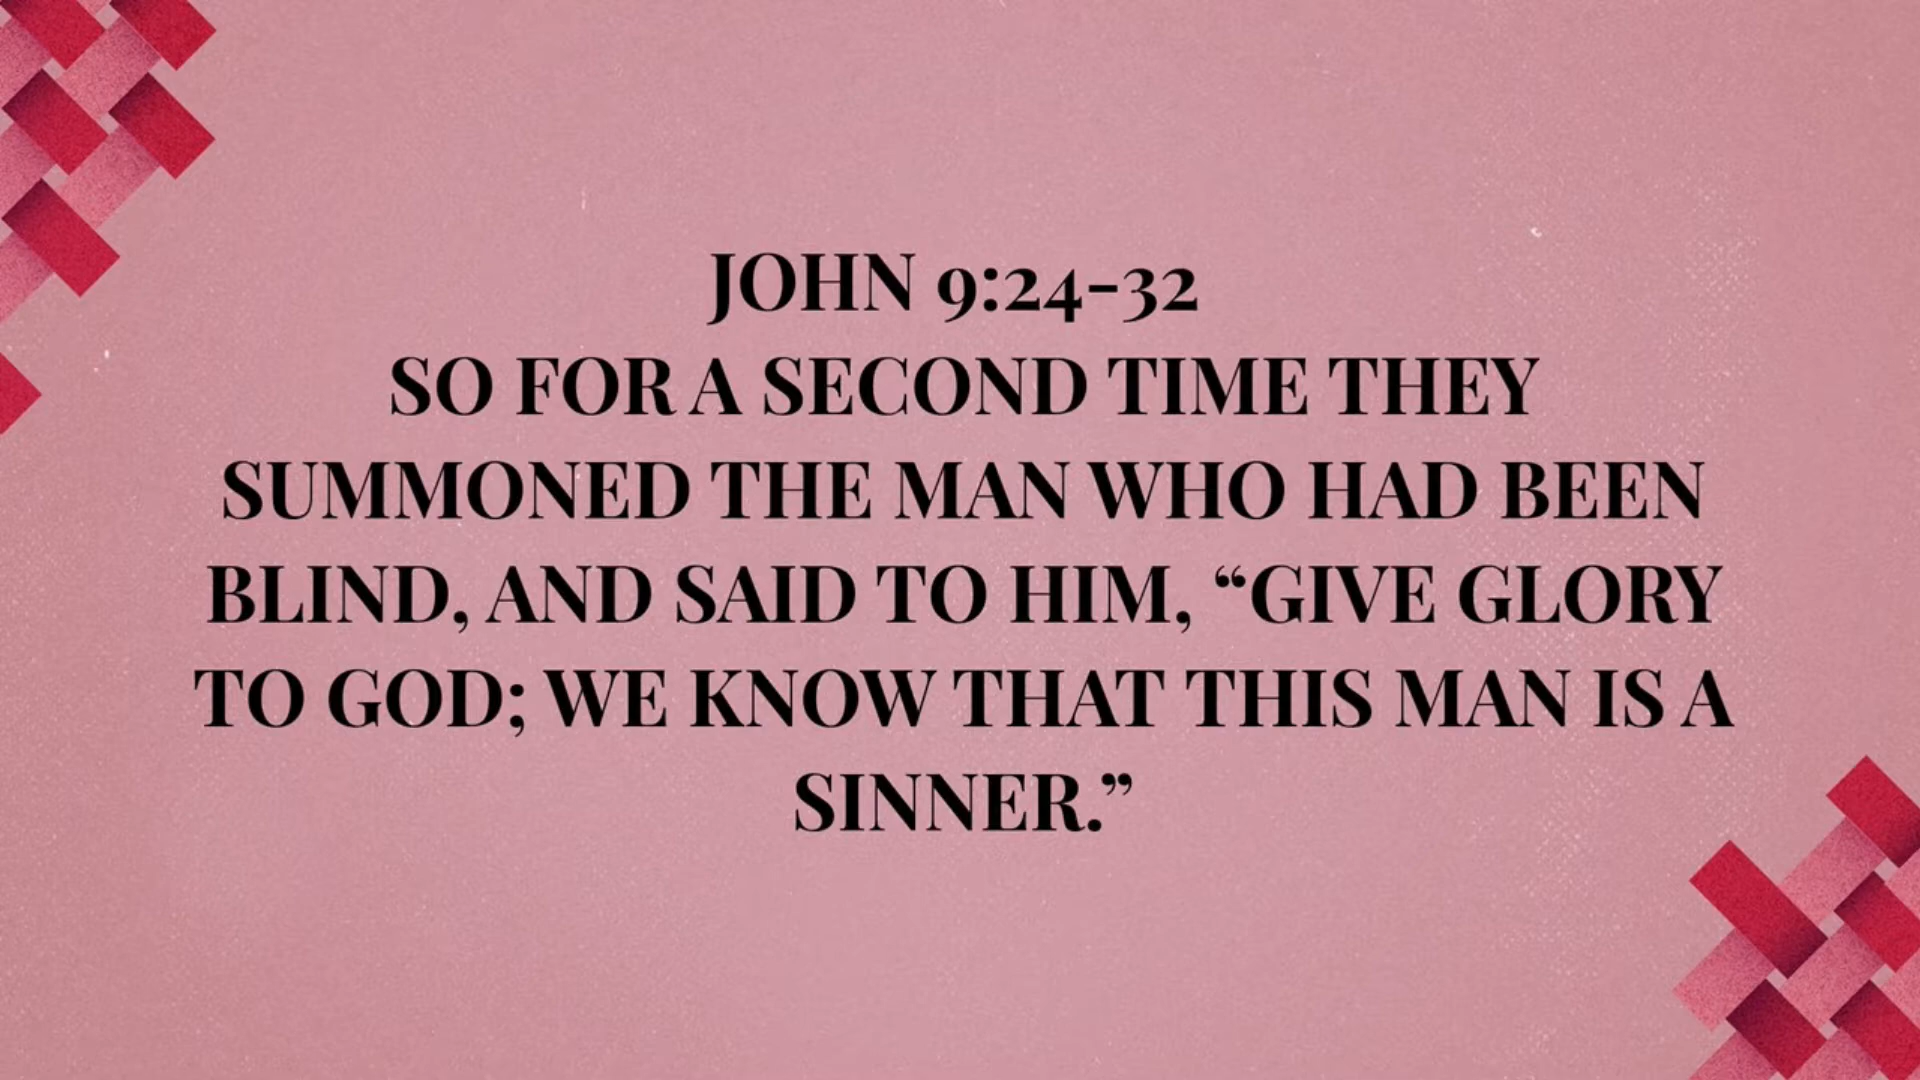 JOHN 9:24-32
SO FOR A SECOND TIME THEY
SUMMONED THE MAN WHO HAD BEEN
BLIND, AND SAID TO HIM, “GIVE GLORY
TO GOD; WE KNOW THAT THIS MAN IS A
SINNER.”